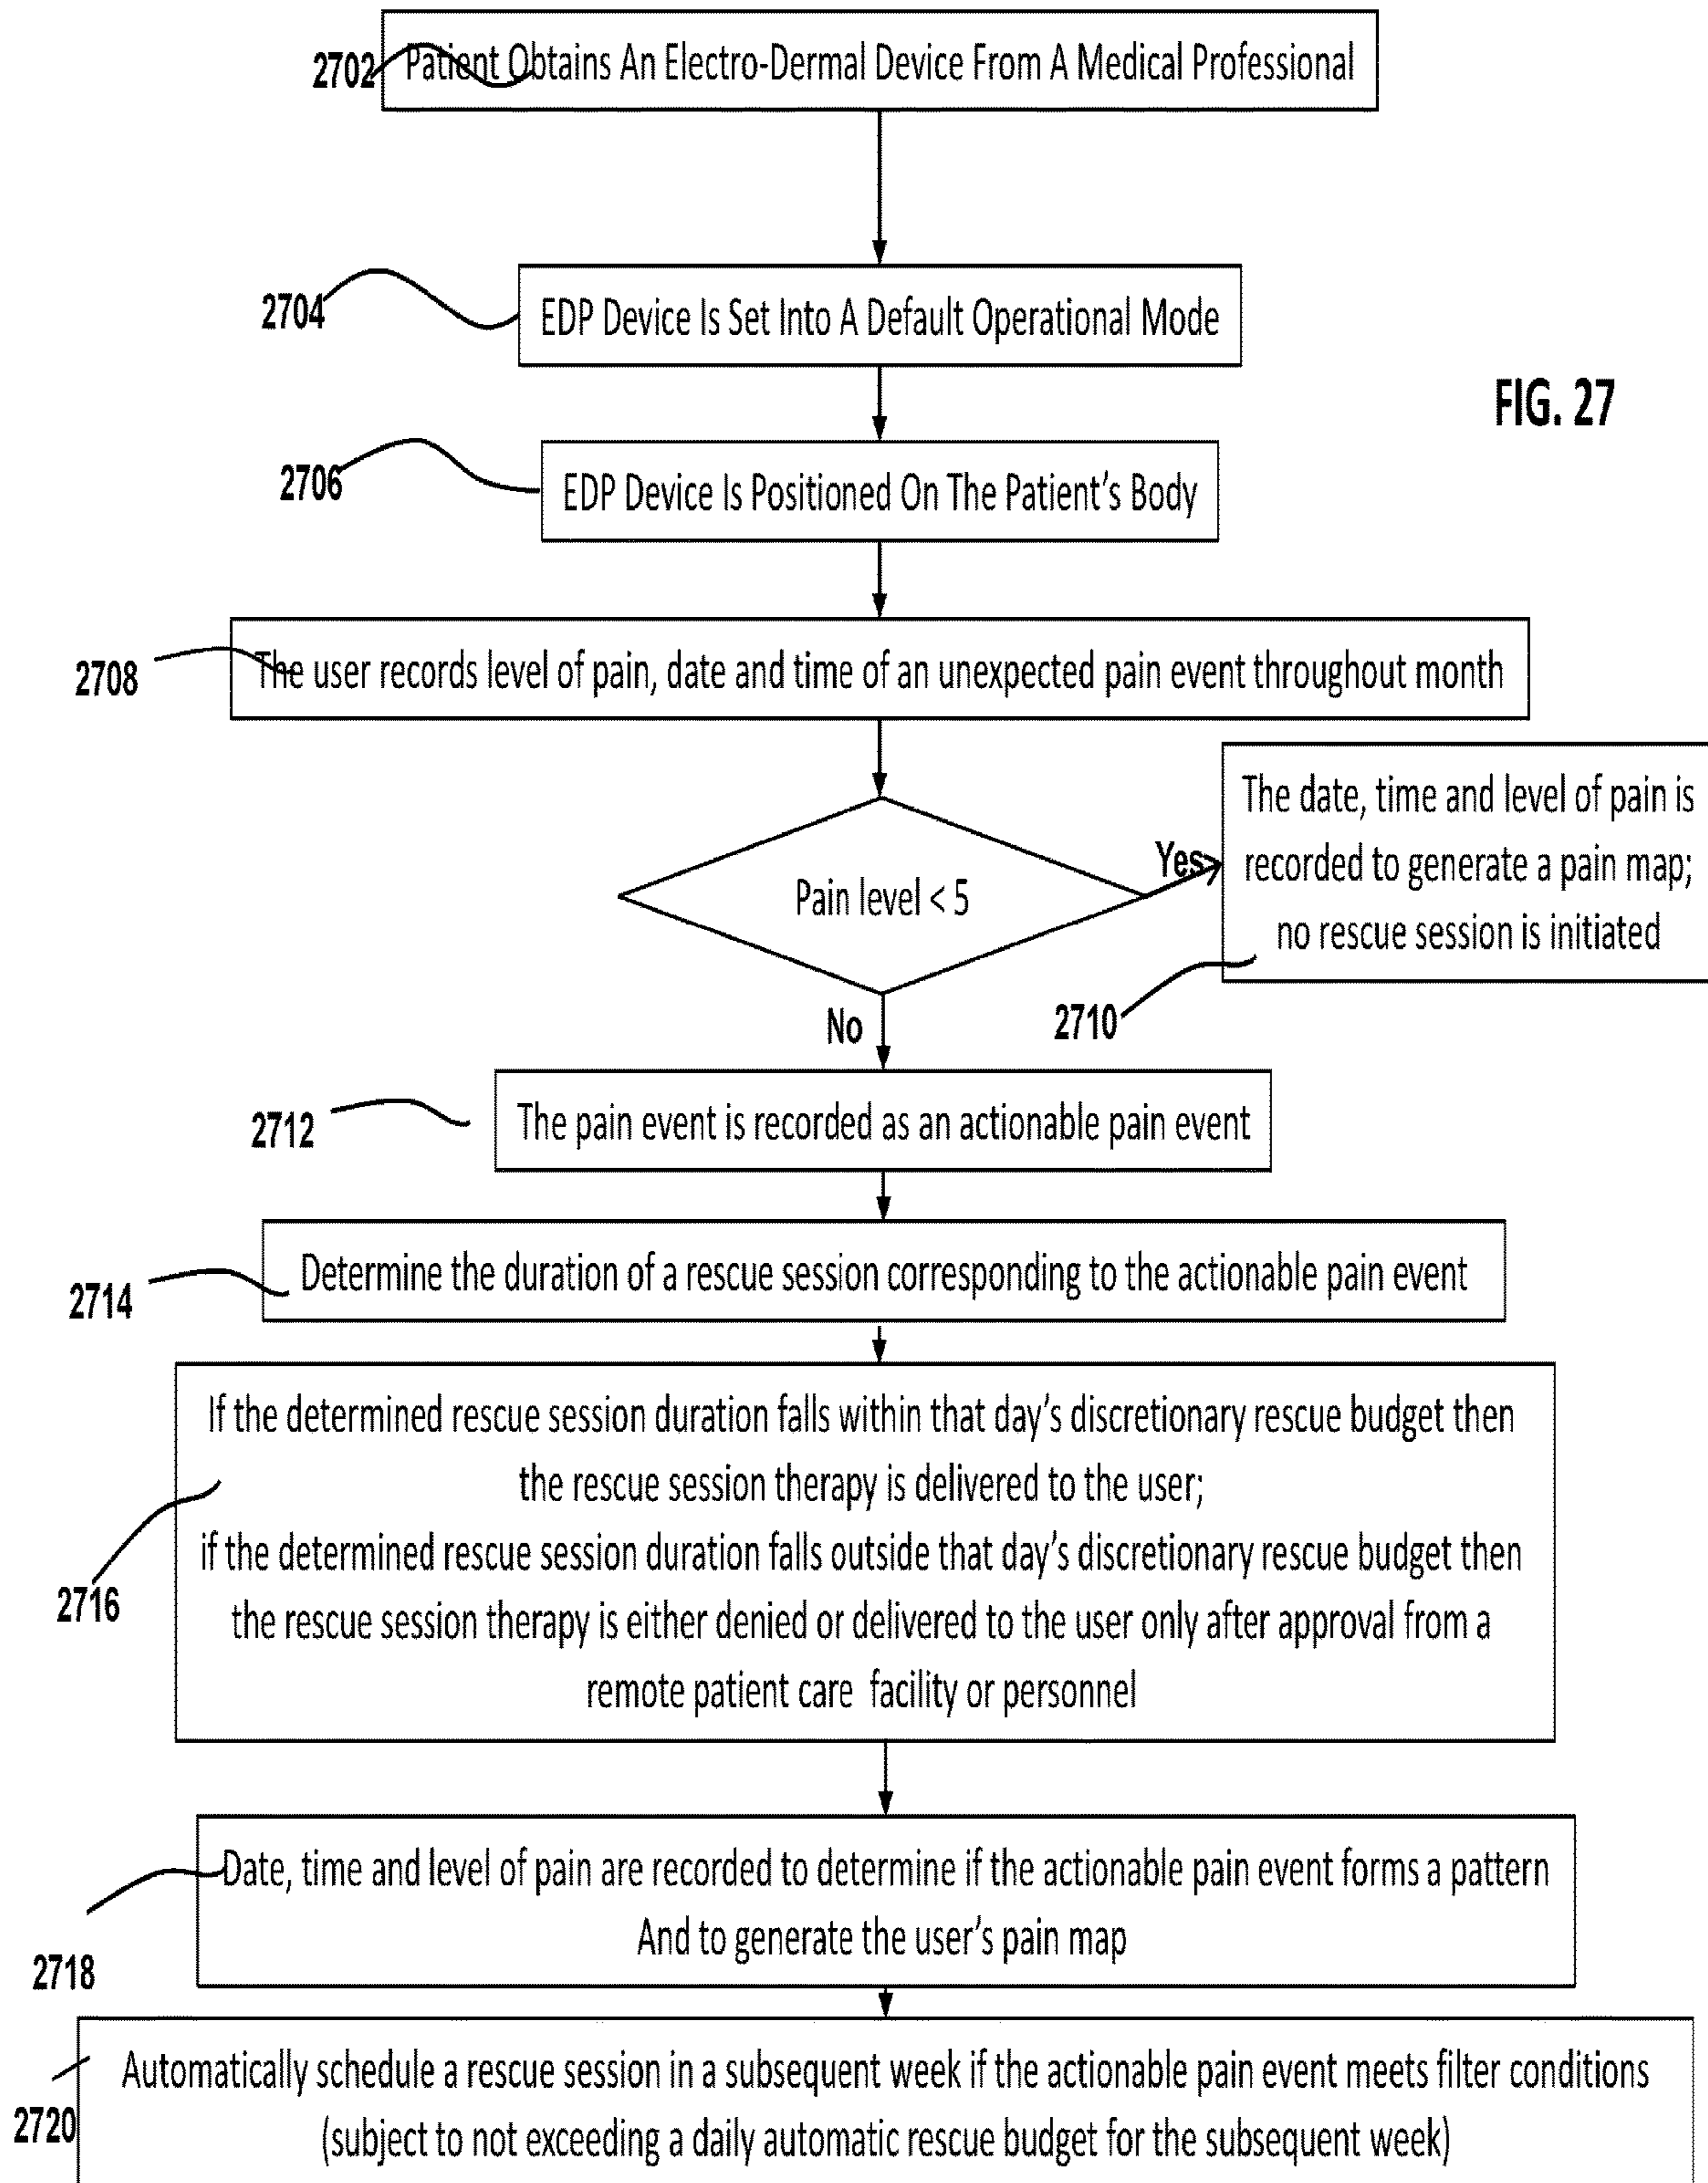 2702
Patient Obtains An Electro-Dermal Device From A Medical Professional
2704
EDP Device Is Set Into A Default Operational Mode
FIG. 27
2706
EDP Device Is Positioned On The Patient's Body
2708
The user records level of pain, date and time of an unexpected pain event throughout month
Pain level < 5
Yes
The date, time and level of pain is
recorded to generate a pain map;
no rescue session is initiated
2710
No
2712
The pain event is recorded as an actionable pain event
2714
Determine the duration of a rescue session corresponding to the actionable pain event
2716
If the determined rescue session duration falls within that day's discretionary rescue budget then
the rescue session therapy is delivered to the user;
if the determined rescue session duration falls outside that day's discretionary rescue budget then
the rescue session therapy is either denied or delivered to the user only after approval from a
remote patient care facility or personnel
2718
Date, time and level of pain are recorded to determine if the actionable pain event forms a pattern
And to generate the user's pain map
2720
Automatically schedule a rescue session in a subsequent week if the actionable pain event meets filter conditions
(subject to not exceeding a daily automatic rescue budget for the subsequent week)